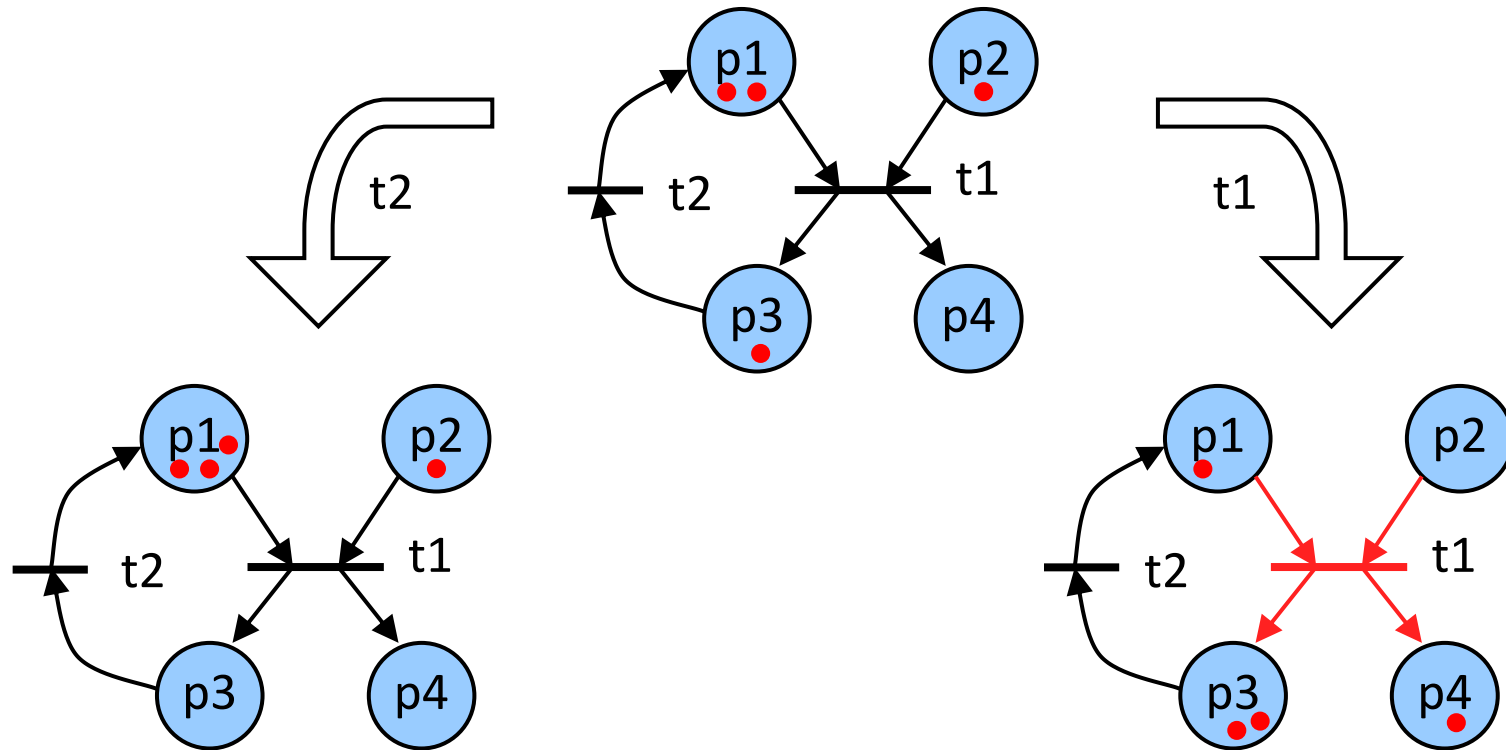 p1 p2
t2 t2 t1 t1
p3 p4
p1 p2 p1 p2
t2 t1 t2 t1
p3 p4 p3 p4